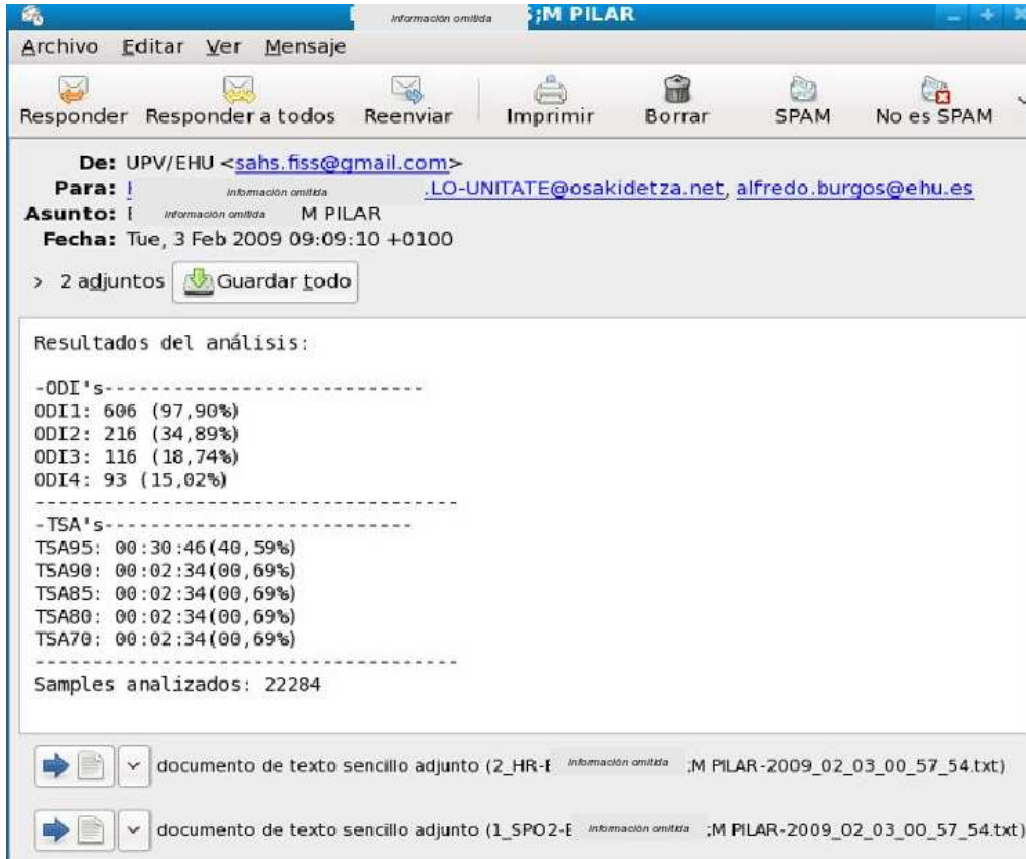 Información omitida S;M PILAR
Archivo Editar Ver Mensaje
Responder Responder a todos Reenviar Imprimir Borrar SPAM No es SPAM
De: UPV/EHU <sahs.fiss@gmail.com>
Para: Información omitida .LO-UNITATE@osakidetza.net, alfredo.burgos@ehu.es
Asunto: Información omitida M PILAR
Fecha: Tue, 3 Feb 2009 09:09:10 +0100
> 2 adjuntos Guardar todo
Resultados del análisis:
-ODI's----------------------------
ODI1: 606 (97,90%)
ODI2: 216 (34,89%)
ODI3: 116 (18,74%)
ODI4: 93 (15,02%)
-------------------------------------
-TSA's---------------------------
TSA95: 00:30:46(40,59%)
TSA90: 00:02:34(00,69%)
TSA85: 00:02:34(00,69%)
TSA80: 00:02:34(00,69%)
TSA70: 00:02:34(00,69%)
-------------------------------------
Samples analizados: 22284
documento de texto sencillo adjunto (2_HR-E Información omitida ;M PILAR-2009_02_03_00_57_54.txt)
documento de texto sencillo adjunto (1_SPO2-E Información omitida ;M PILAR-2009_02_03_00_57_54.txt)